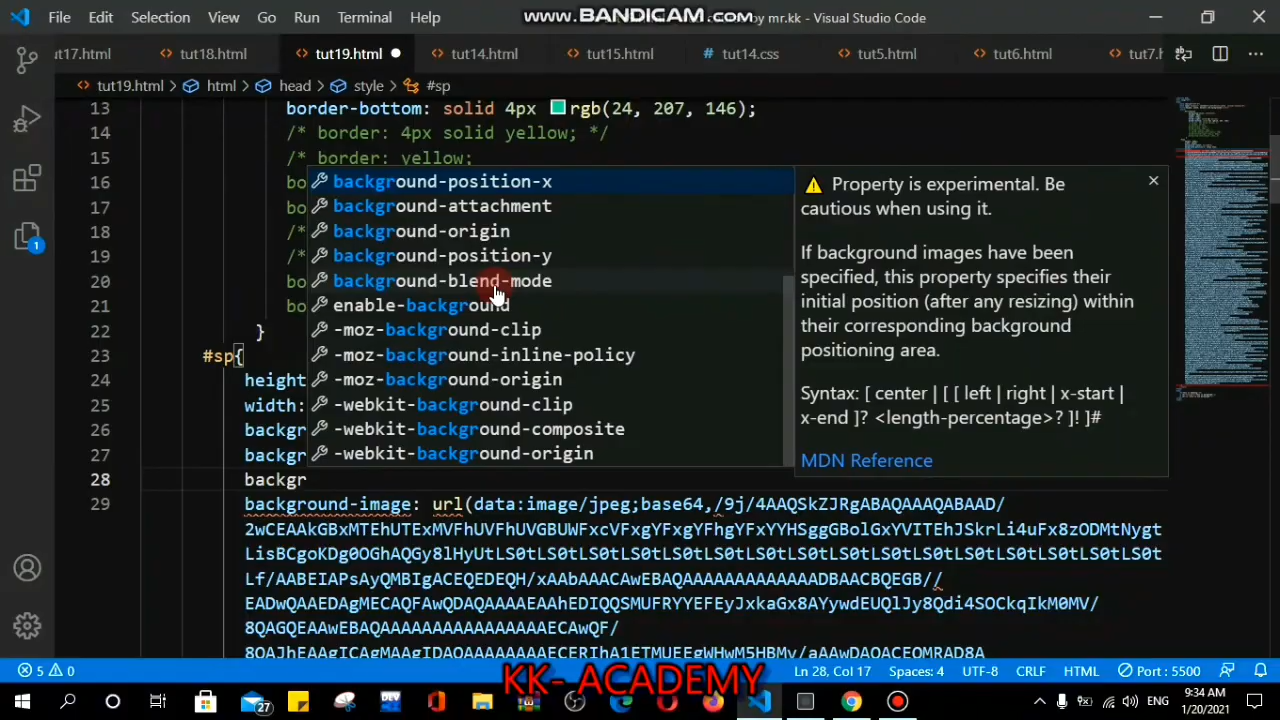 File Edit Selection View Go Run Terminal Help www.BANDICAM.com by mr.kk - Visual Studio Code
ut17.html tut18.html tut19.html tut14.html tut15.html tut14.css tut5.html tut6.html tut7.h
tut19.html > html > head > style > #sp
13 border-bottom: solid 4px rgb(24, 207, 146);
14 /* border: 4px solid yellow; */
15 /* border: yellow;
16 bo
17 bo
18 /*
19 /*
20 bo
21 bo
22 }
23 #sp{
24 height
25 width:
26 backgr
27 backgr
28 backgr
29 background-image: url(data:image/jpeg;base64,/9j/4AAQSkZJRgABAQAAAQABAAD/
2wCEAAkGBxMTEhUTExMVFhUVFhUVGBUWFxcVFxgYFxgYFhgYFxYYHSggGBolGxYVITEhJSkrLi4uFx8zODMtNygt
LisBCgoKDg0OGhAQGy8lHyUtLS0tLS0tLS0tLS0tLS0tLS0tLS0tLS0tLS0tLS0tLS0tLS0tLS0tLS0tLS0tLS0t
Lf/AABEIAPsAyQMBIgACEQEDEQH/xAAbAAACAwEBAQAAAAAAAAAAAAADBAACBQEGB//
EADwQAAEDAgMECAQFAwQDAQAAAAEAAhEDIQQSMUFRYYEFEyJxkaGx8AYywdEUQlJy8Qdi4SOCkqIkM0MV/
8QAGQEAAwEBAQAAAAAAAAAAAAAAAAECAwQF/
8QAJhEAAgICAgMAAgIDAQAAAAAAAAECERIhA1ETMUEEgWHwM5HBMv/aAAwDAQACEQMRAD8A
background-position-x
background-attachment
background-origin
background-position-y
background-blend-mode
enable-background
-moz-background-clip
-moz-background-inline-policy
-moz-background-origin
-webkit-background-clip
-webkit-background-composite
-webkit-background-origin
Property is experimental. Be
cautious when using it.
If background images have been
specified, this property specifies their
initial position (after any resizing) within
their corresponding background
positioning area.
Syntax: [ center | [ [ left | right | x-start |
x-end ]? <length-percentage>? ]! ]#
MDN Reference
1
5 0 Ln 28, Col 17 Spaces: 4 UTF-8 CRLF HTML Port : 5500
KK- ACADEMY
27 DEV ENG 9:34 AM
1/20/2021